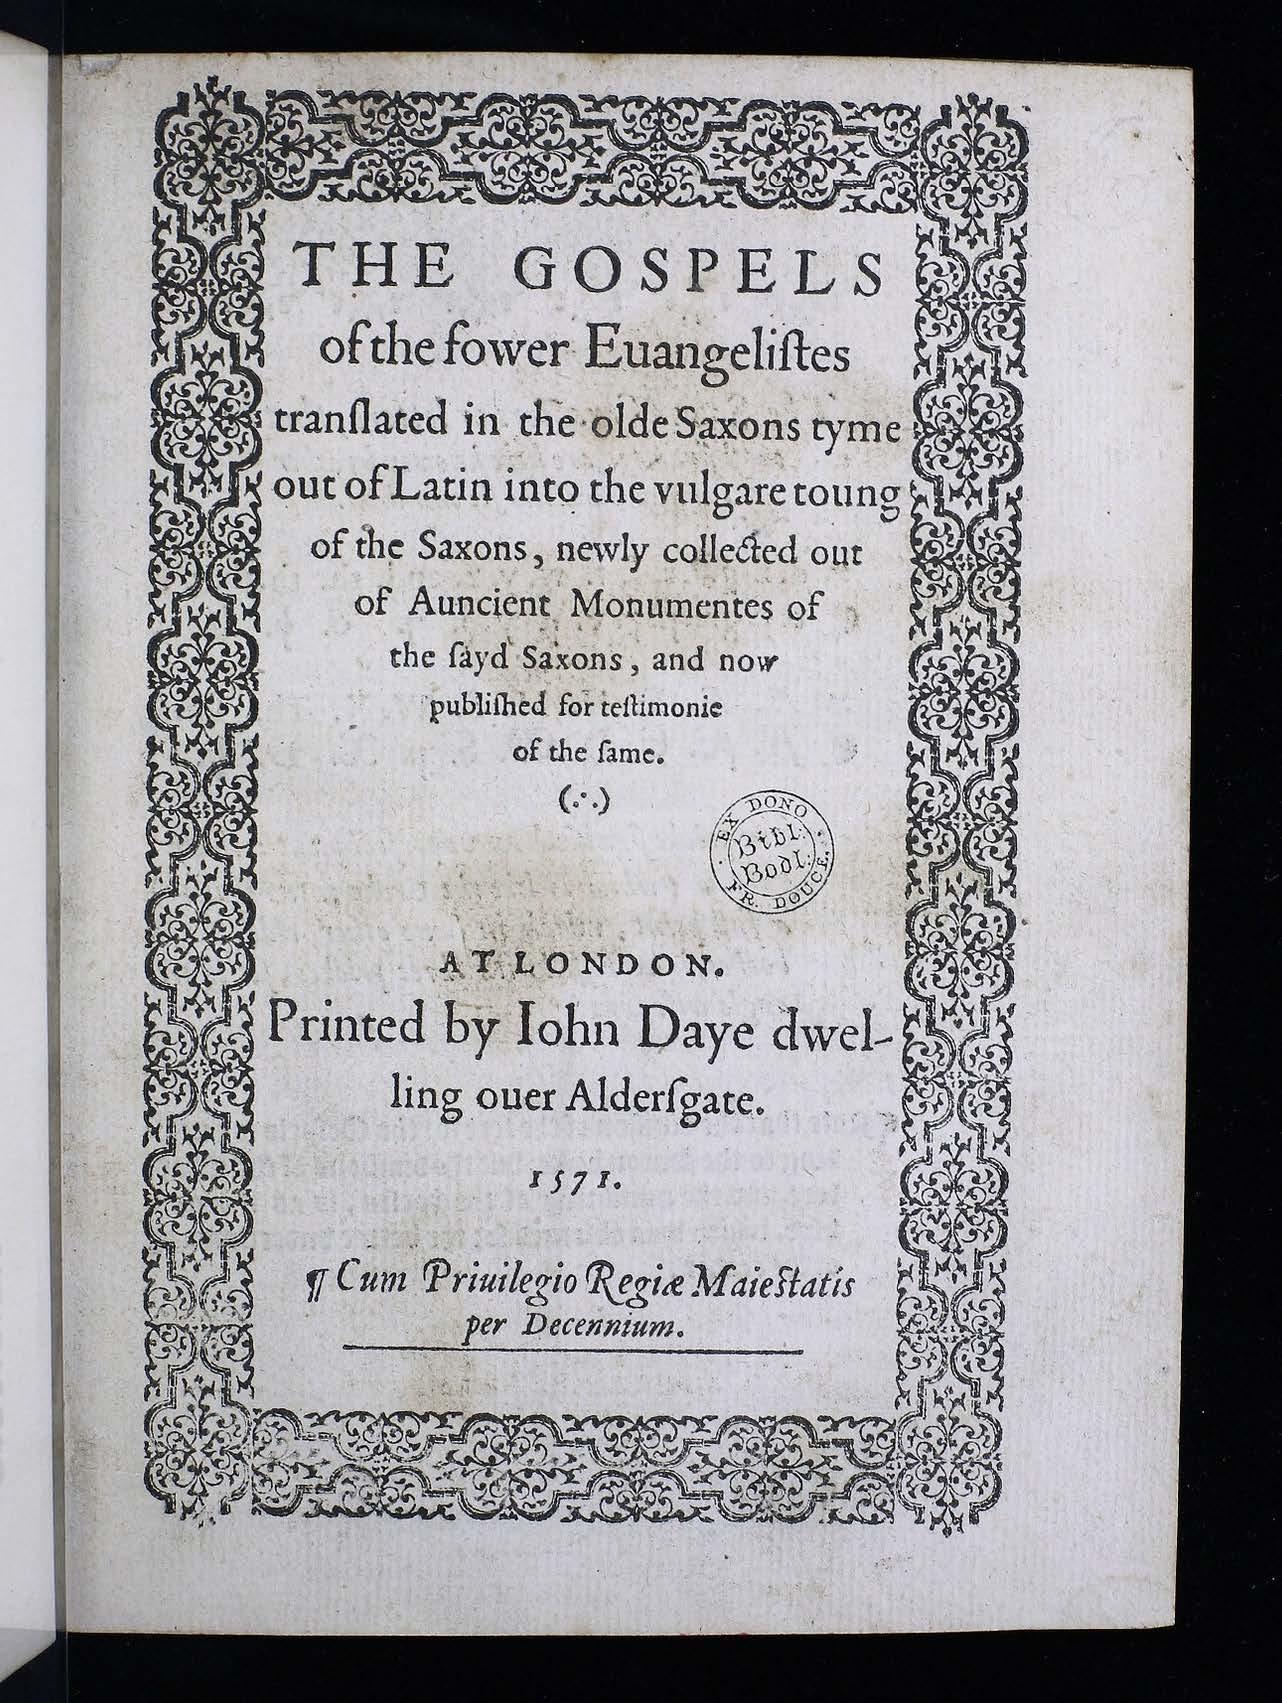 THE GOSPELS
of the fower Euangeliſtes
tranſlated in the olde Saxons tyme
out of Latin into the vulgare toung
of the Saxons, newly collected out
of Auncient Monumentes of
the ſayd Saxons, and now
publiſhed for teſtimonie
of the ſame.
(∴)
EX DONO
Bibl.
Bodl.
FR. DOUCE.
AT LONDON.
Printed by Iohn Daye dwel-
ling ouer Alderſgate.
1571.
¶ Cum Priuilegio Regiæ Maieſtatis
per Decennium.